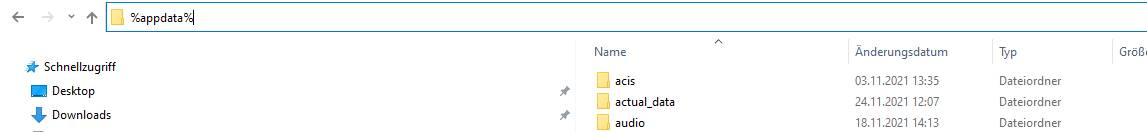 %appdata%
Name Änderungsdatum Typ Größe
Schnellzugriff
Desktop
Downloads
acis 03.11.2021 13:35 Dateiordner
actual_data 24.11.2021 12:07 Dateiordner
audio 18.11.2021 14:13 Dateiordner